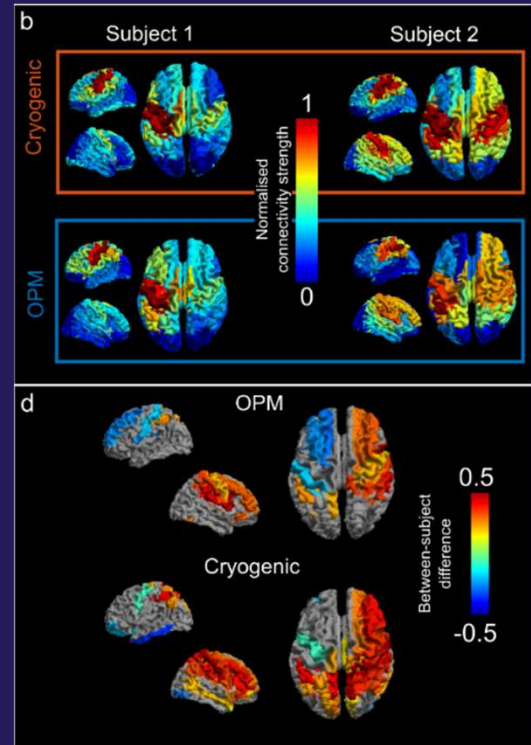 b
Subject 1
Subject 2
Cryogenic
1
Normalised
connectivity strength
0
OPM
d
OPM
0.5
Between-subject
difference
-0.5
Cryogenic